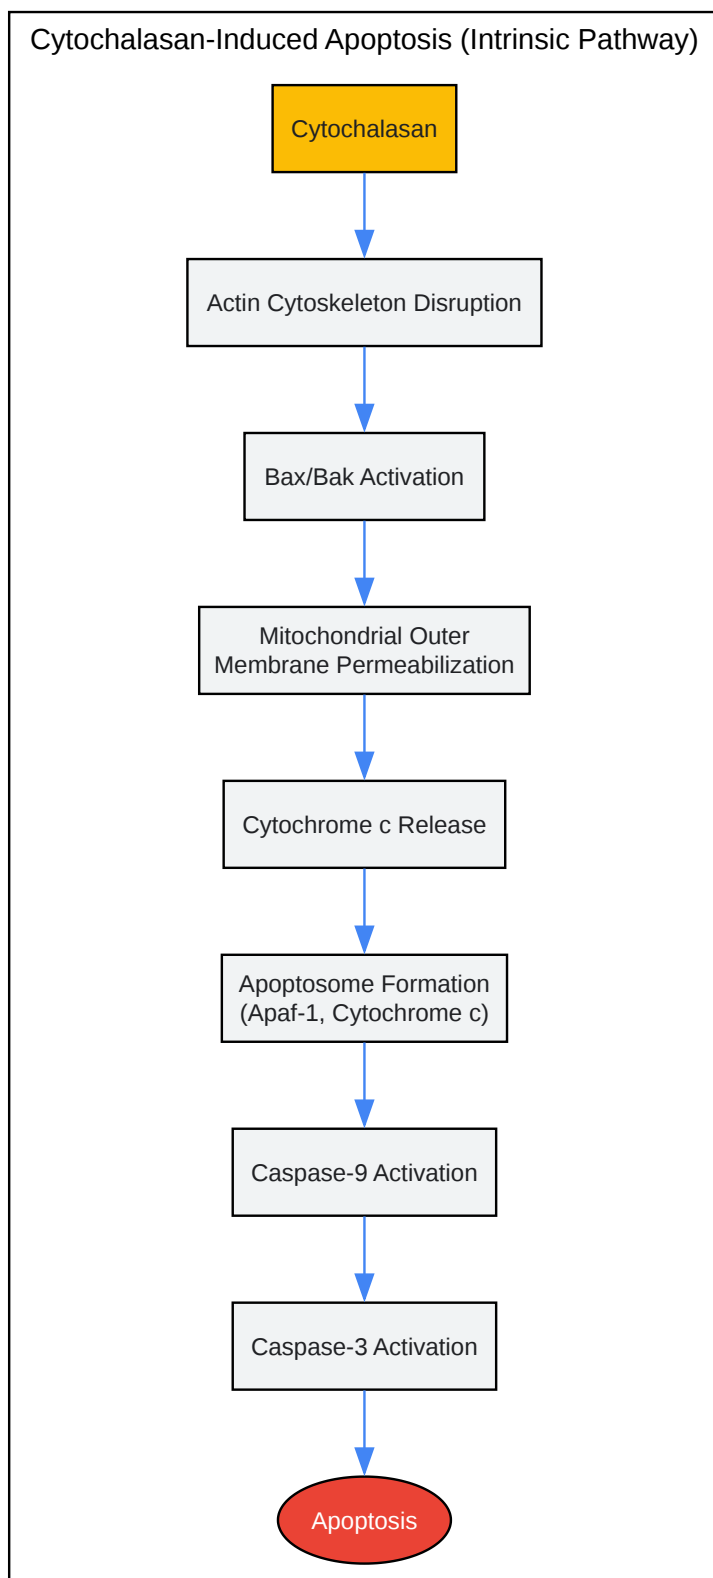 Cytochalasan-Induced Apoptosis (Intrinsic Pathway)
Cytochalasan
Actin Cytoskeleton Disruption
Bax/Bak Activation
Mitochondrial Outer
Membrane Permeabilization
Cytochrome c Release
Apoptosome Formation
(Apaf-1, Cytochrome c)
Caspase-9 Activation
Caspase-3 Activation
Apoptosis